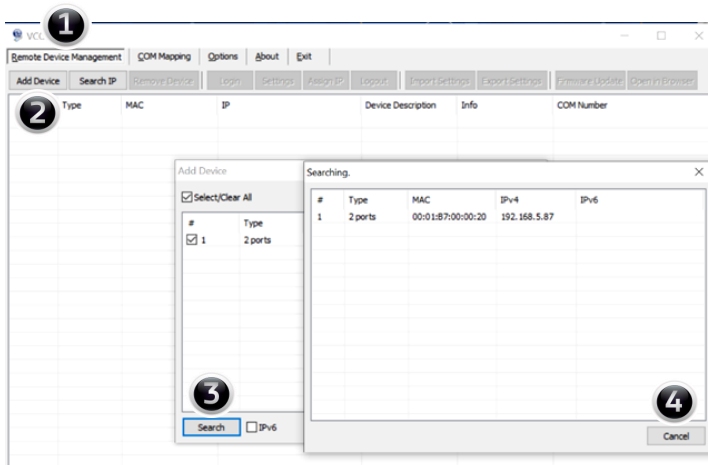 1
VCC
Remote Device Management COM Mapping Options About Exit
Add Device Search IP Remove Device Login Settings Assign IP Logout Import Settings Export Settings Firmware Update Open in Browser
2
Type MAC IP Device Description Info COM Number
Add Device
Searching.
Select/Clear All
# Type
1 2 ports
# Type MAC IPv4 IPv6
1 2 ports 00:01:B7:00:00:20 192.168.5.87
3
4
Search IPv6
Cancel